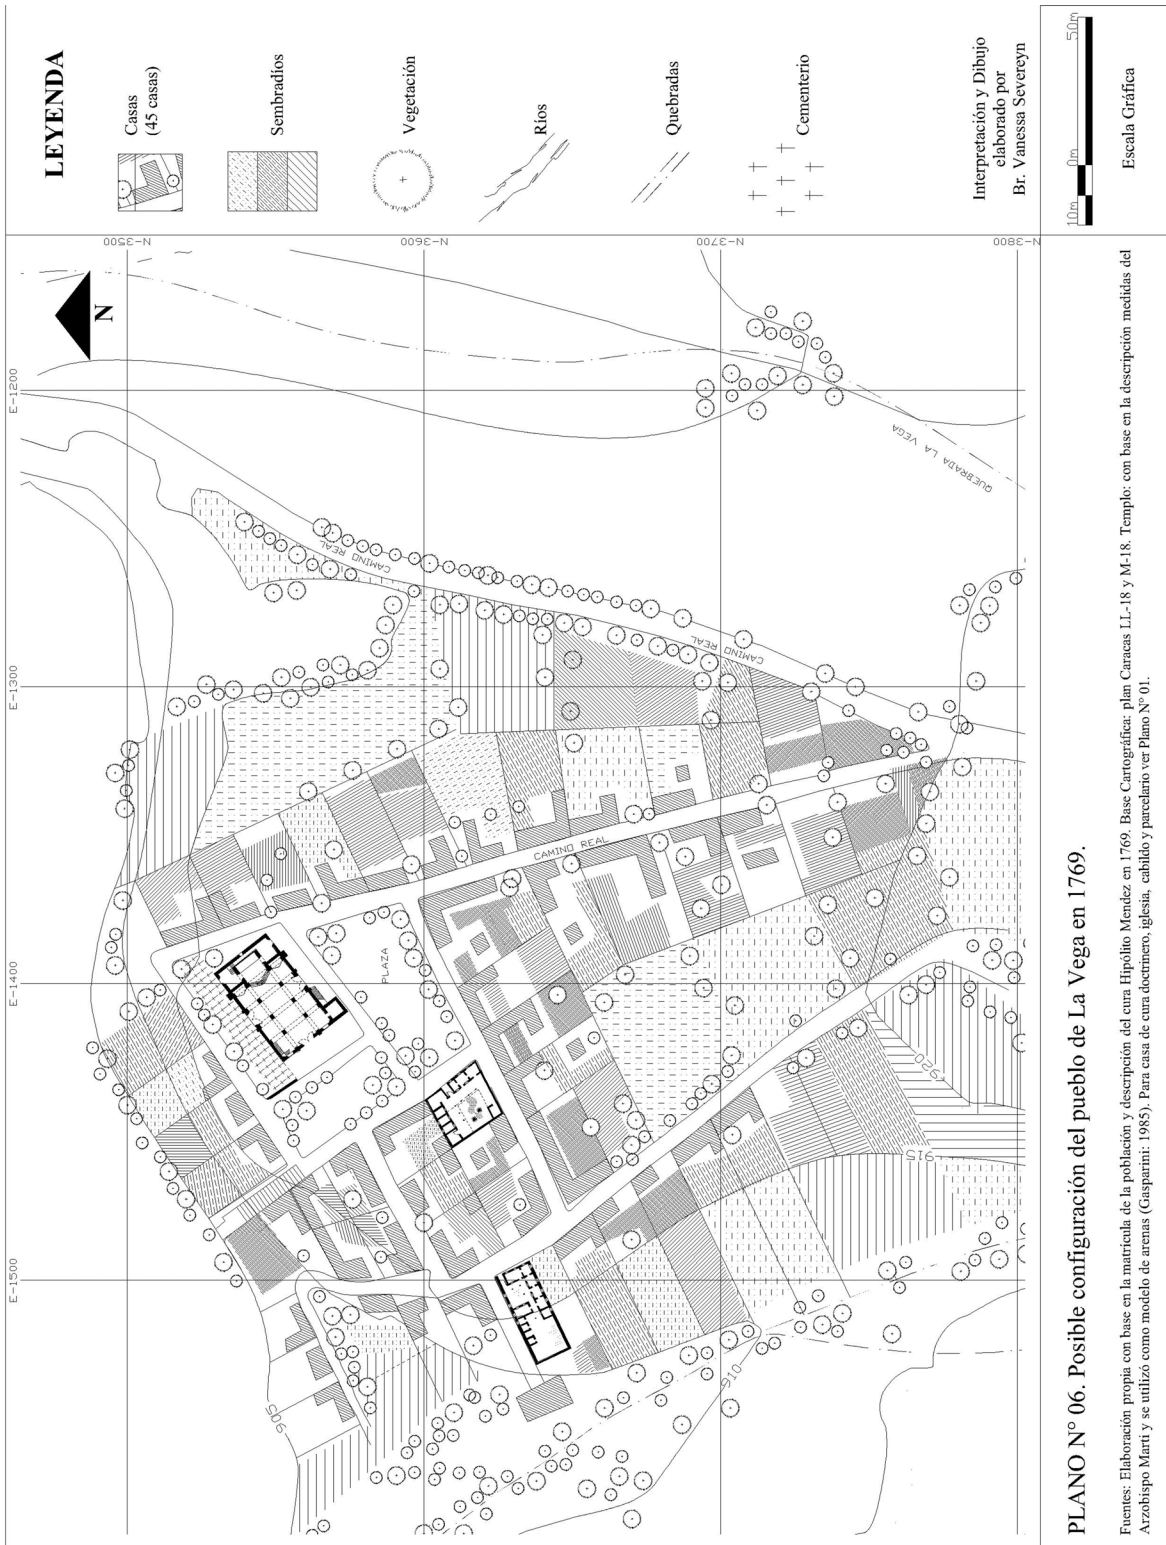 LEYENDA
Casas
(45 casas)
Sembradíos
Vegetación
Ríos
Quebradas
Cementerio
Interpretación y Dibujo
elaborado por
Br. Vanessa Severeyn
10m 0m 50m
Escala Gráfica
N
N-3500
N-3600
N-3700
N-3800
E-1200
E-1300
E-1400
E-1500
CAMINO REAL
CAMINO REAL
CAMINO REAL
PLAZA
QUEBRADA LA VEGA
905
910
915
920
PLANO N° 06. Posible configuración del pueblo de La Vega en 1769.
Fuentes: Elaboración propia con base en la matrícula de la población y descripción del cura Hipólito Mendez en 1769. Base Cartográfica: plan Caracas LL-18 y M-18. Templo: con base en la descripción medidas del
Arzobispo Martí y se utilizó como modelo de arenas (Gasparini: 1985). Para casa de cura doctrinero, iglesia, cabildo y parcelario ver Plano N° 01.